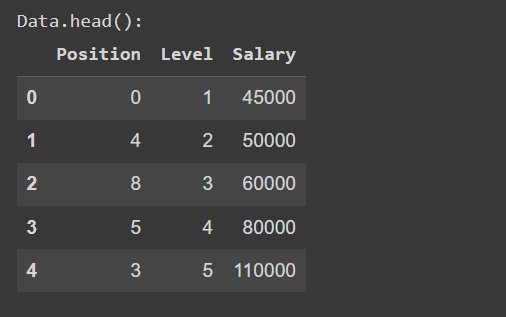 Data.head():
Position Level Salary
0 0 1 45000
1 4 2 50000
2 8 3 60000
3 5 4 80000
4 3 5 110000